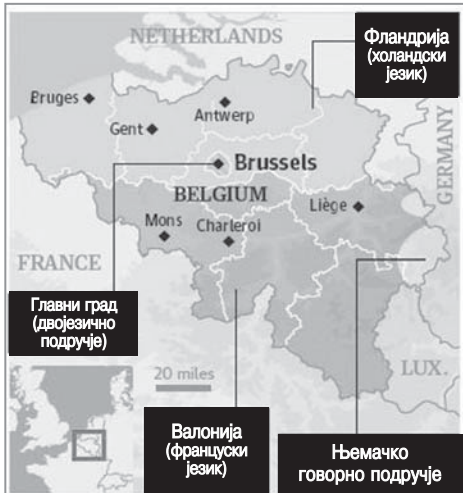 NETHERLANDS
Фландрија
(холандски
језик)
Bruges
Gent
Antwerp
GERMANY
Brussels
BELGIUM
Liège
Mons
Charleroi
FRANCE
Главни град
(двојезично
подручје)
20 miles
LUX.
Валонија
(француски
језик)
Њемачко
говорно подручје